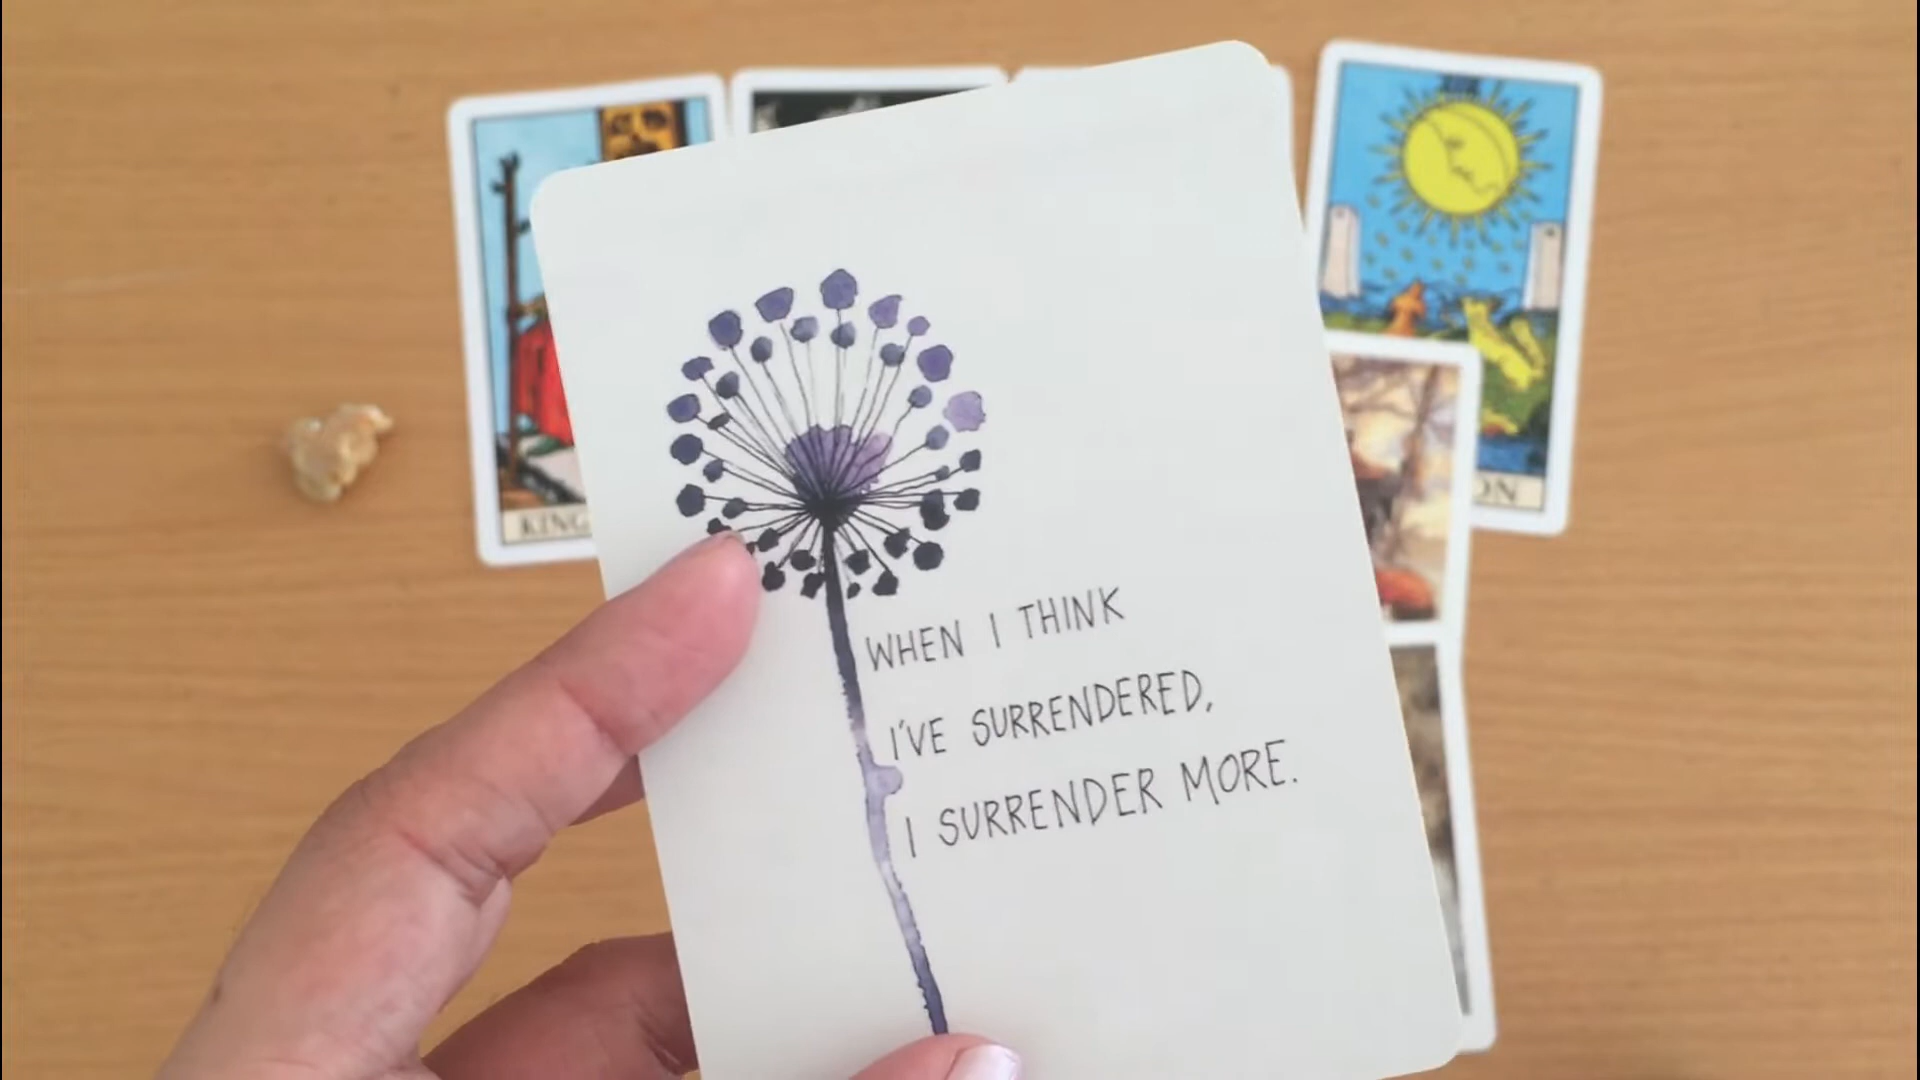 WHEN I THINK
I'VE SURRENDERED,
I SURRENDER MORE.
KING
ON